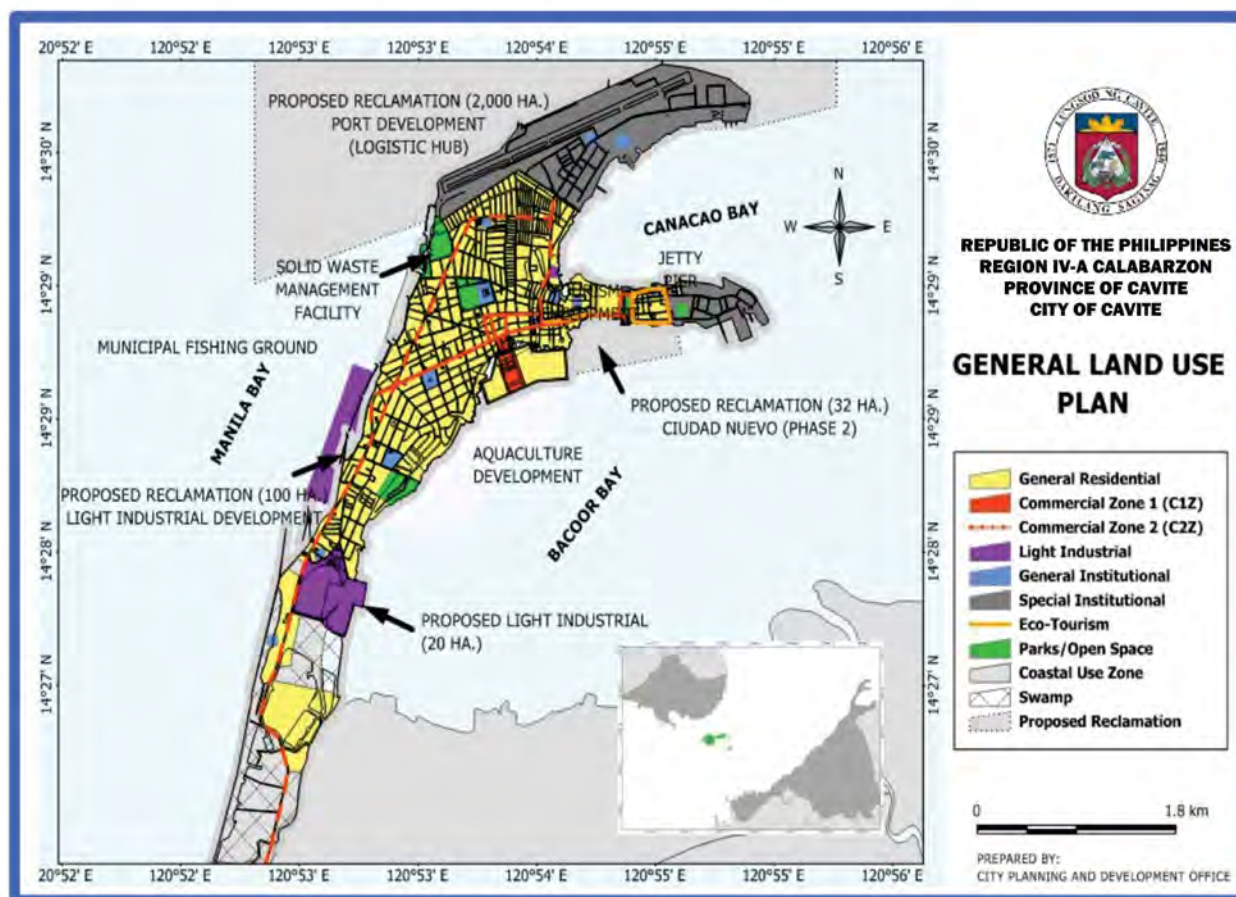 20°52' E 120°52' E 120°53' E 120°53' E 120°54' E 120°55' E 120°55' E 120°56' E
14°30' N
14°29' N
14°29' N
14°28' N
14°27' N
14°30' N
14°29' N
14°29' N
14°28' N
14°27' N
PROPOSED RECLAMATION (2,000 HA.)
PORT DEVELOPMENT
(LOGISTIC HUB)
CANACAO BAY
N
W E
S
SOLID WASTE
MANAGEMENT
FACILITY
JETTY
PIER
MUNICIPAL FISHING GROUND
MANILA BAY
PROPOSED RECLAMATION (32 HA.)
CIUDAD NUEVO (PHASE 2)
AQUACULTURE
DEVELOPMENT
BACOOR BAY
PROPOSED RECLAMATION (100 HA.)
LIGHT INDUSTRIAL DEVELOPMENT
PROPOSED LIGHT INDUSTRIAL
(20 HA.)
20°52' E 120°52' E 120°53' E 120°53' E 120°54' E 120°55' E 120°55' E 120°56' E
LUNGSOD NG CAVITE
DAKILANG SAGISAG
REPUBLIC OF THE PHILIPPINES
REGION IV-A CALABARZON
PROVINCE OF CAVITE
CITY OF CAVITE
GENERAL LAND USE
PLAN
General Residential
Commercial Zone 1 (C1Z)
Commercial Zone 2 (C2Z)
Light Industrial
General Institutional
Special Institutional
Eco-Tourism
Parks/Open Space
Coastal Use Zone
Swamp
Proposed Reclamation
0 1.8 km
PREPARED BY:
CITY PLANNING AND DEVELOPMENT OFFICE